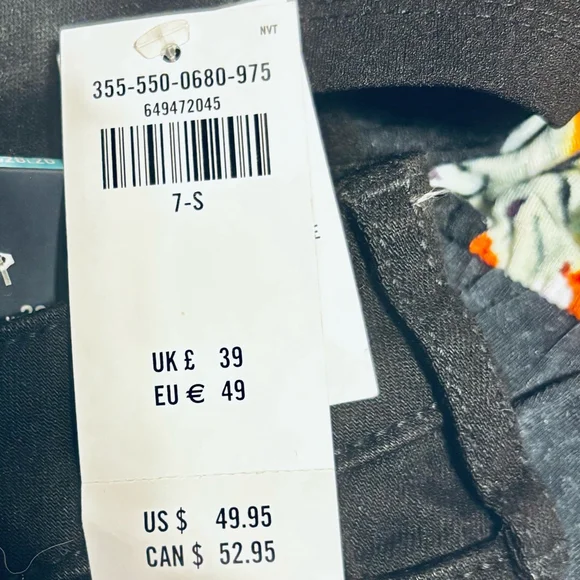 NVT
355-550-0680-975
649472045
7-S
UK £ 39
EU € 49
US $ 49.95
CAN $ 52.95
E